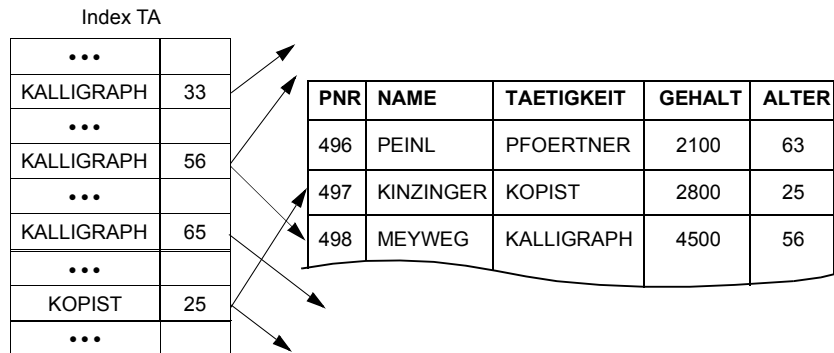 Index TA
•••
KALLIGRAPH 33
•••
KALLIGRAPH 56
•••
KALLIGRAPH 65
•••
KOPIST 25
•••
PNR NAME TAETIGKEIT GEHALT ALTER
496 PEINL PFOERTNER 2100 63
497 KINZINGER KOPIST 2800 25
498 MEYWEG KALLIGRAPH 4500 56